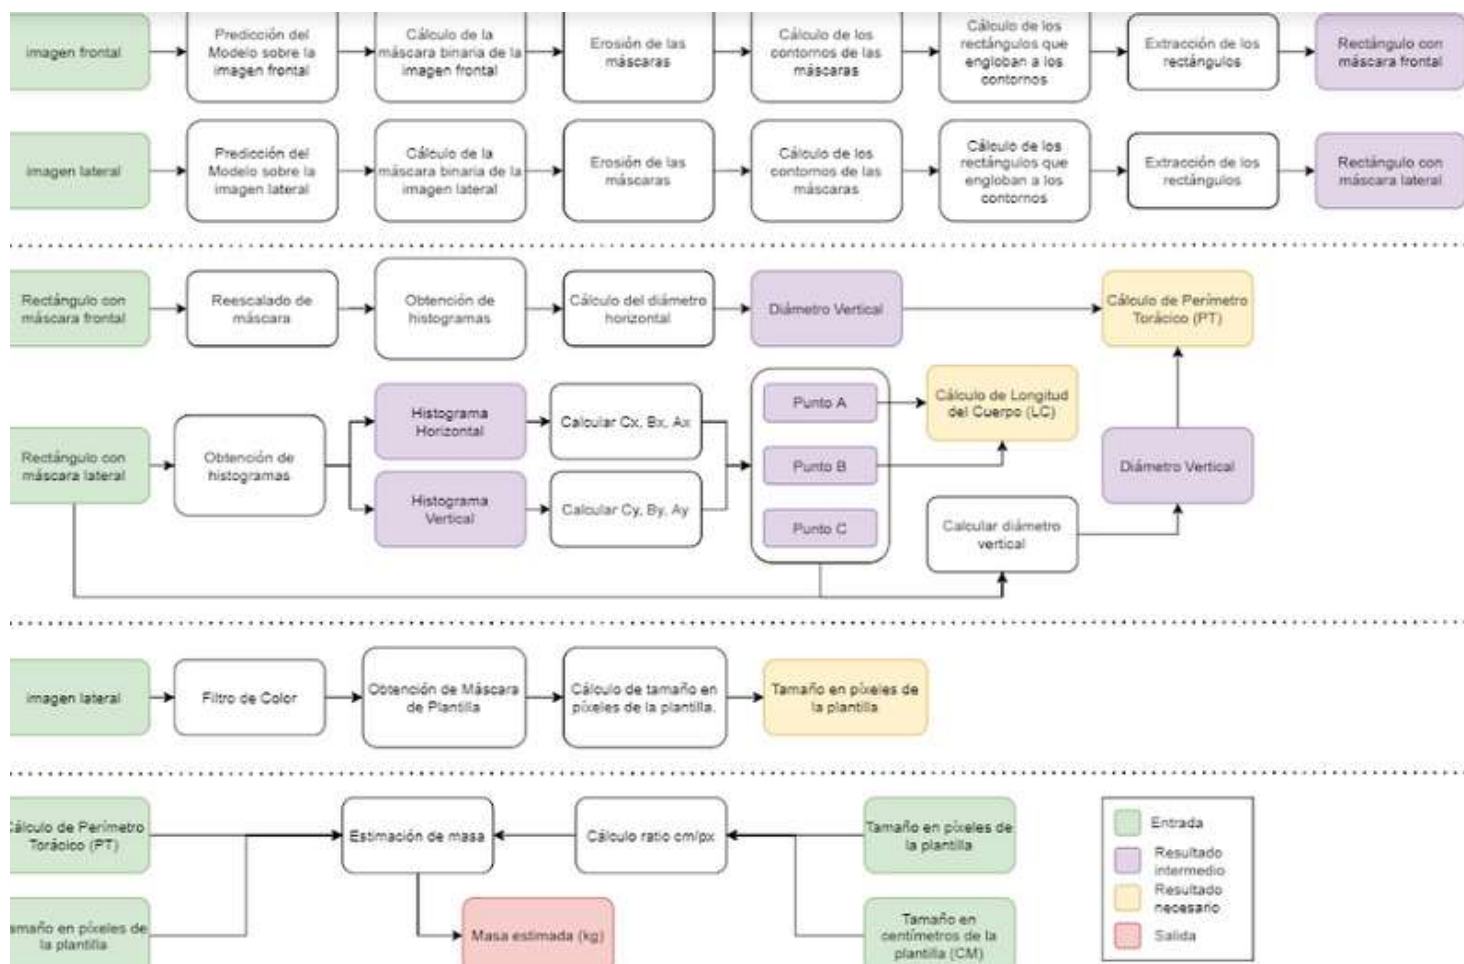 imagen frontal
Predicción del
Modelo sobre la
imagen frontal
Cálculo de la
máscara binaria de la
imagen frontal
Erosión de las
máscaras
Cálculo de los
contornos de las
máscaras
Cálculo de los
rectángulos que
engloban a los
contornos
Extracción de los
rectángulos
Rectángulo con
máscara frontal
imagen lateral
Predicción del
Modelo sobre la
imagen lateral
Cálculo de la
máscara binaria de la
imagen lateral
Erosión de las
máscaras
Cálculo de los
contornos de las
máscaras
Cálculo de los
rectángulos que
engloban a los
contornos
Extracción de los
rectángulos
Rectángulo con
máscara lateral
Rectángulo con
máscara frontal
Reescalado de
máscara
Obtención de
histogramas
Cálculo del diámetro
horizontal
Diámetro Vertical
Cálculo de Perímetro
Torácico (PT)
Rectángulo con
máscara lateral
Obtención de
histogramas
Histograma
Horizontal
Calcular Cx, Bx, Ax
Histograma
Vertical
Calcular Cy, By, Ay
Punto A
Punto B
Punto C
Cálculo de Longitud
del Cuerpo (LC)
Calcular diámetro
vertical
Diámetro Vertical
imagen lateral
Filtro de Color
Obtención de Máscara
de Plantilla
Cálculo de tamaño en
píxeles de la plantilla.
Tamaño en píxeles de
la plantilla
Cálculo de Perímetro
Torácico (PT)
Estimación de masa
Cálculo ratio cm/px
Tamaño en píxeles de
la plantilla
amaño en píxeles de
la plantilla
Masa estimada (kg)
Tamaño en
centímetros de la
plantilla (CM)
Entrada
Resultado
intermedio
Resultado
necesario
Salida